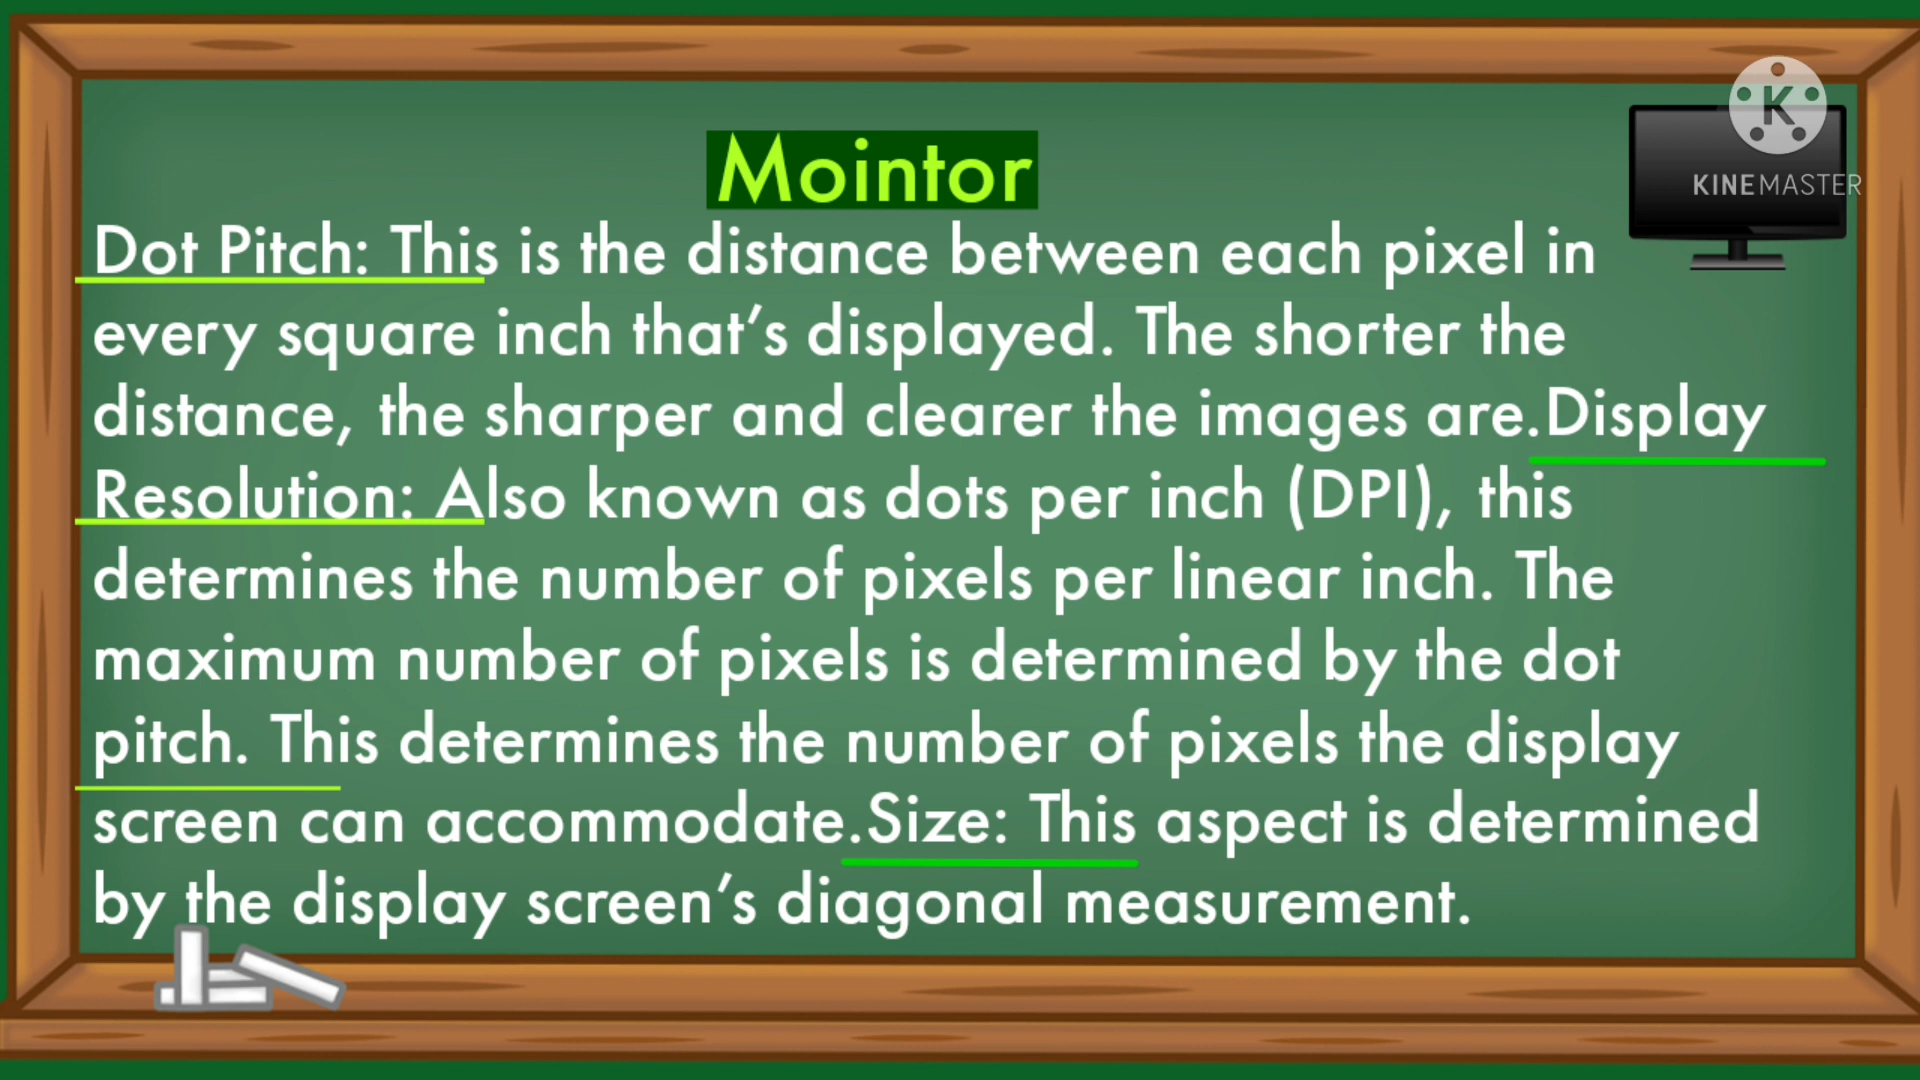 Mointor
K
KINEMASTER
Dot Pitch: This is the distance between each pixel in
every square inch that’s displayed. The shorter the
distance, the sharper and clearer the images are.Display
Resolution: Also known as dots per inch (DPI), this
determines the number of pixels per linear inch. The
maximum number of pixels is determined by the dot
pitch. This determines the number of pixels the display
screen can accommodate.Size: This aspect is determined
by the display screen’s diagonal measurement.